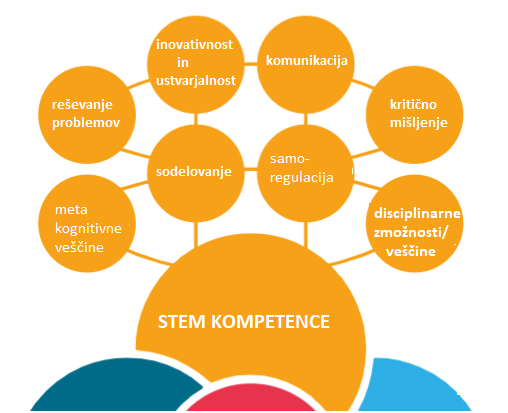 inovativnost
in
ustvarjalnost
komunikacija
reševanje
problemov
kritično
mišljenje
sodelovanje
samo-
regulacija
meta
kognitivne
veščine
disciplinarne
zmožnosti/
veščine
STEM KOMPETENCE